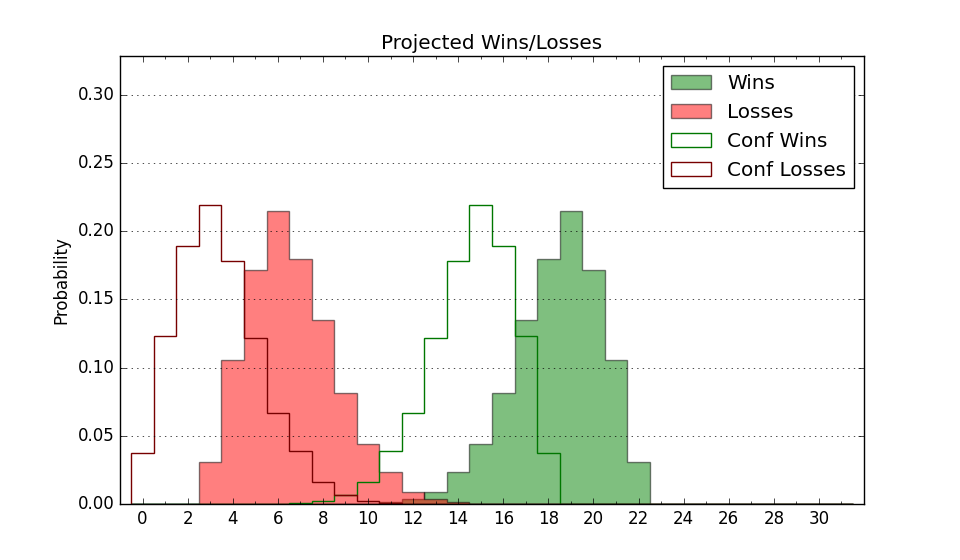 Projected Wins/Losses
Wins
Losses
Conf Wins
Conf Losses
Probability
0.30
0.25
0.20
0.15
0.10
0.05
0.00
0 2 4 6 8 10 12 14 16 18 20 22 24 26 28 30